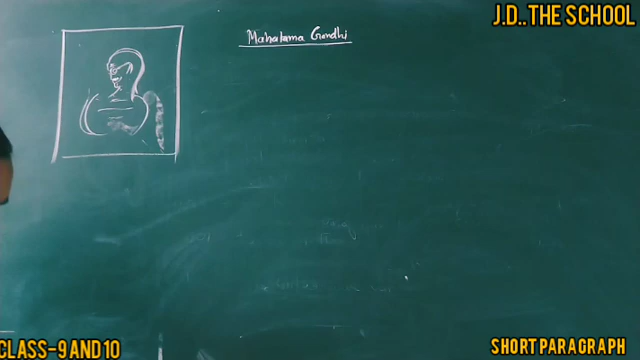 J.D..THE SCHOOL
Mahatama Gandhi
CLASS-9 AND 10
SHORT PARAGRAPH